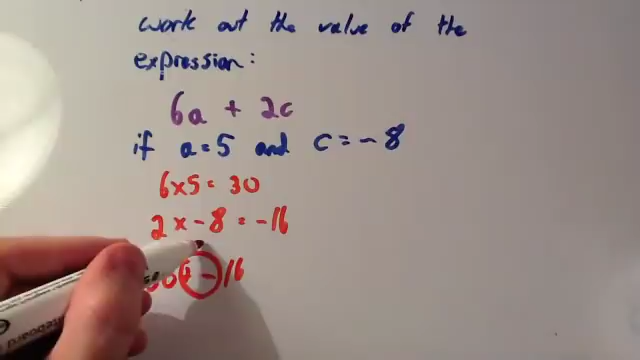 work out the value of the
expression:
6a + 2c
if a = 5 and c = - 8
6x5 = 30
2 x - 8 = - 16
+ - 16